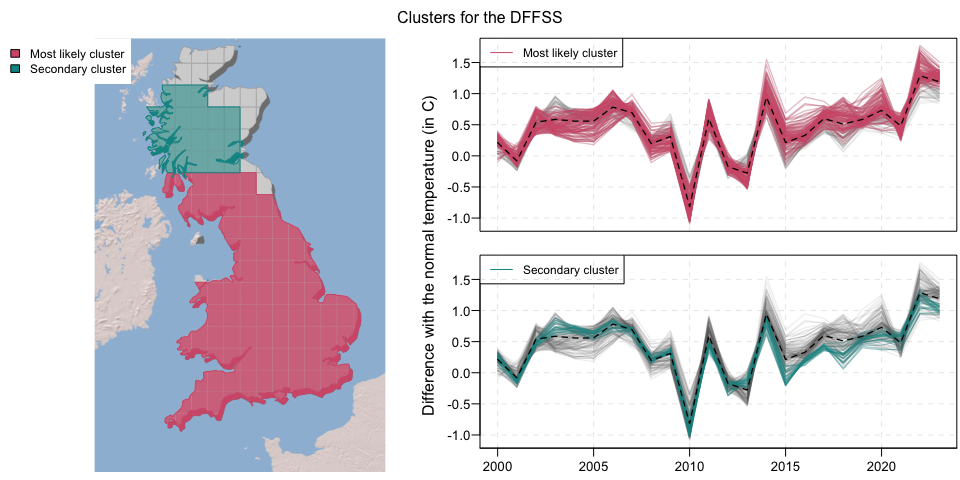 Clusters for the DFFSS
Most likely cluster
Secondary cluster
Difference with the normal temperature (in C)
Most likely cluster
1.5
1.0
0.5
0.0
-0.5
-1.0
Secondary cluster
1.5
1.0
0.5
0.0
-0.5
-1.0
2000 2005 2010 2015 2020